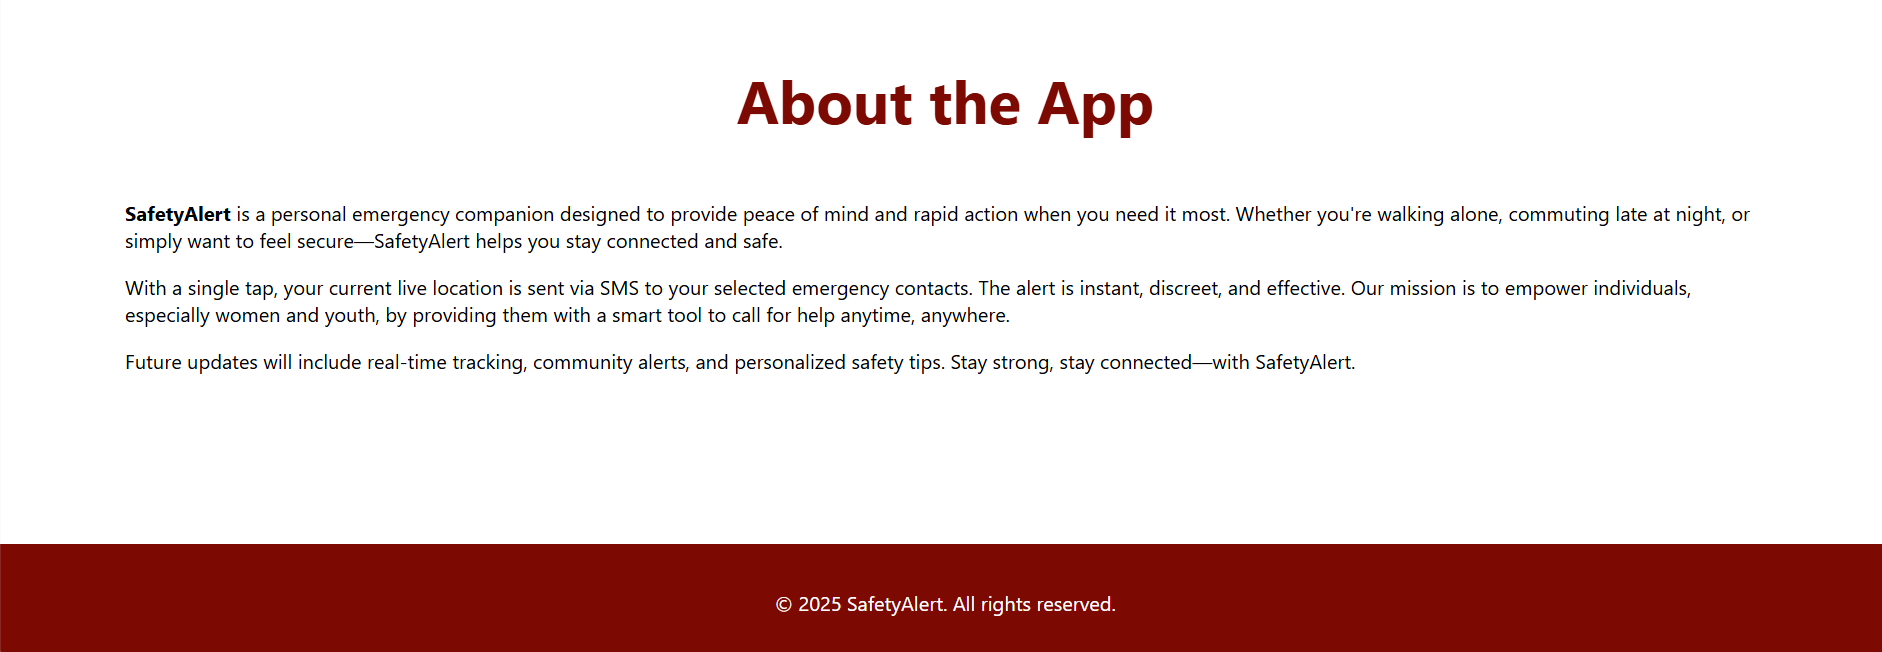 About the App
SafetyAlert is a personal emergency companion designed to provide peace of mind and rapid action when you need it most. Whether you're walking alone, commuting late at night, or
simply want to feel secure—SafetyAlert helps you stay connected and safe.
With a single tap, your current live location is sent via SMS to your selected emergency contacts. The alert is instant, discreet, and effective. Our mission is to empower individuals,
especially women and youth, by providing them with a smart tool to call for help anytime, anywhere.
Future updates will include real-time tracking, community alerts, and personalized safety tips. Stay strong, stay connected—with SafetyAlert.
© 2025 SafetyAlert. All rights reserved.